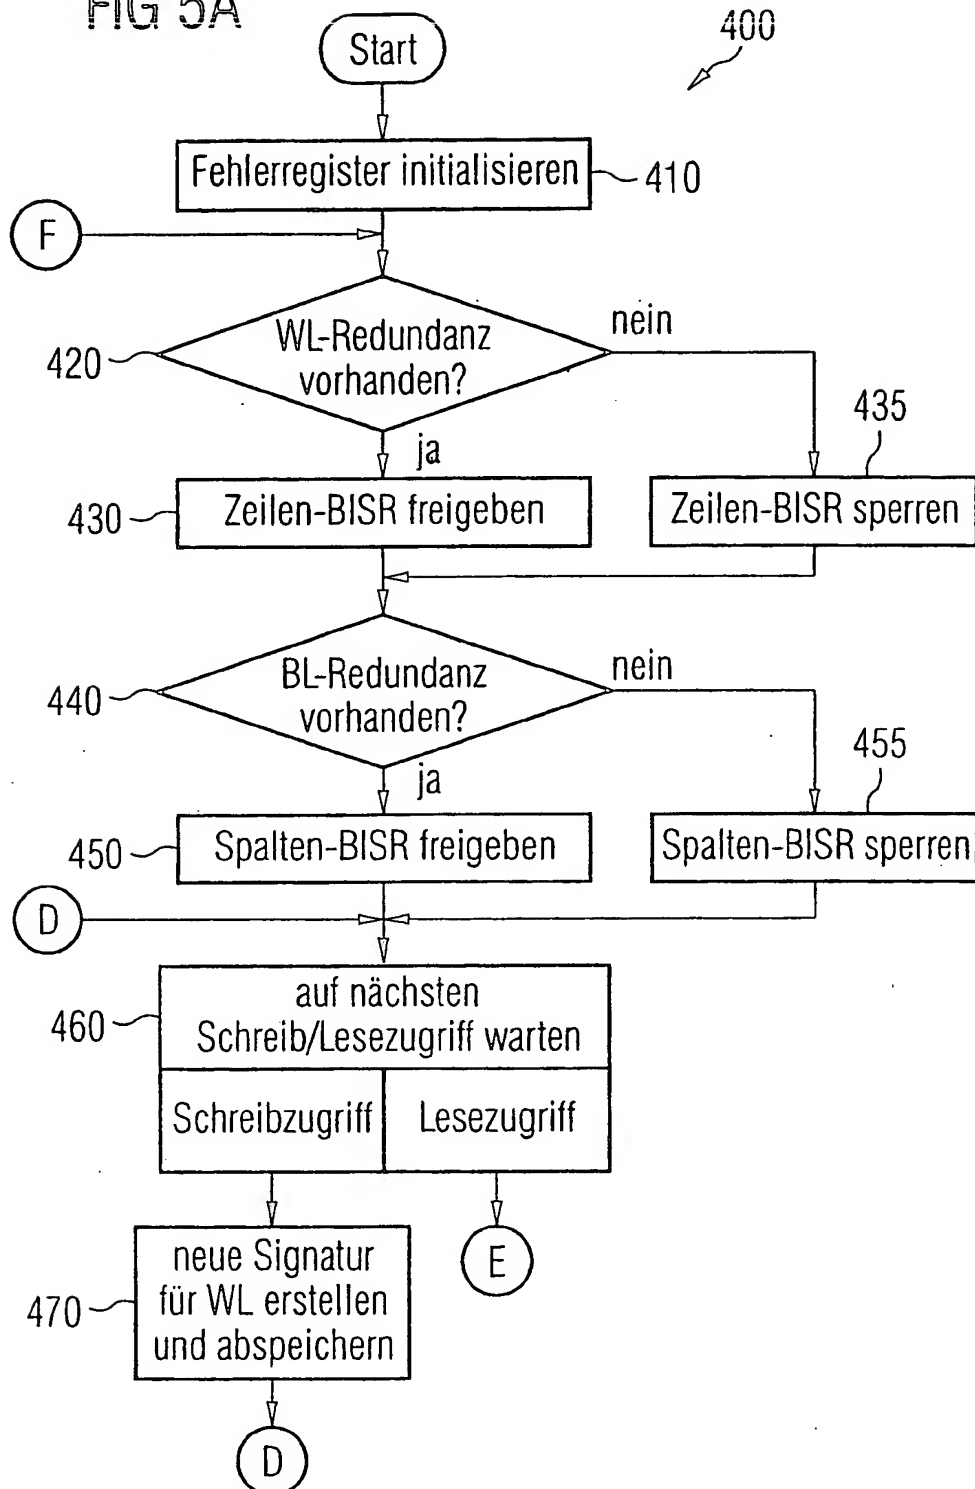 FIG 5A
400
Start
Fehlerregister initialisieren
410
F
WL-Redundanz
vorhanden?
420
nein
ja
435
Zeilen-BISR freigeben
430
Zeilen-BISR sperren
BL-Redundanz
vorhanden?
440
nein
ja
455
Spalten-BISR freigeben
450
Spalten-BISR sperren
D
auf nächsten
Schreib/Lesezugriff warten
460
Schreibzugriff
Lesezugriff
neue Signatur
für WL erstellen
und abspeichern
470
E
D